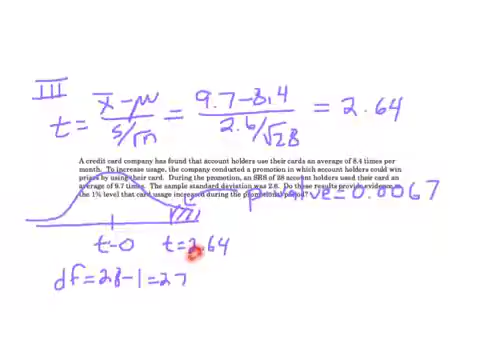 III
t = x̄-μ / s/√n = 9.7-8.4 / 2.6/√28 = 2.64
A credit card company has found that account holders use their cards an average of 8.4 times per
month. To increase usage, the company conducted a promotion in which account holders could win
prizes by using their card. During the promotion, an SRS of 28 account holders used their card an
average of 9.7 times. The sample standard deviation was 2.6. Do these results provide evidence at
the 1% level that card usage increased during the promotional period?
p-value=0.0067
t=0 t=2.64
df=28-1=27